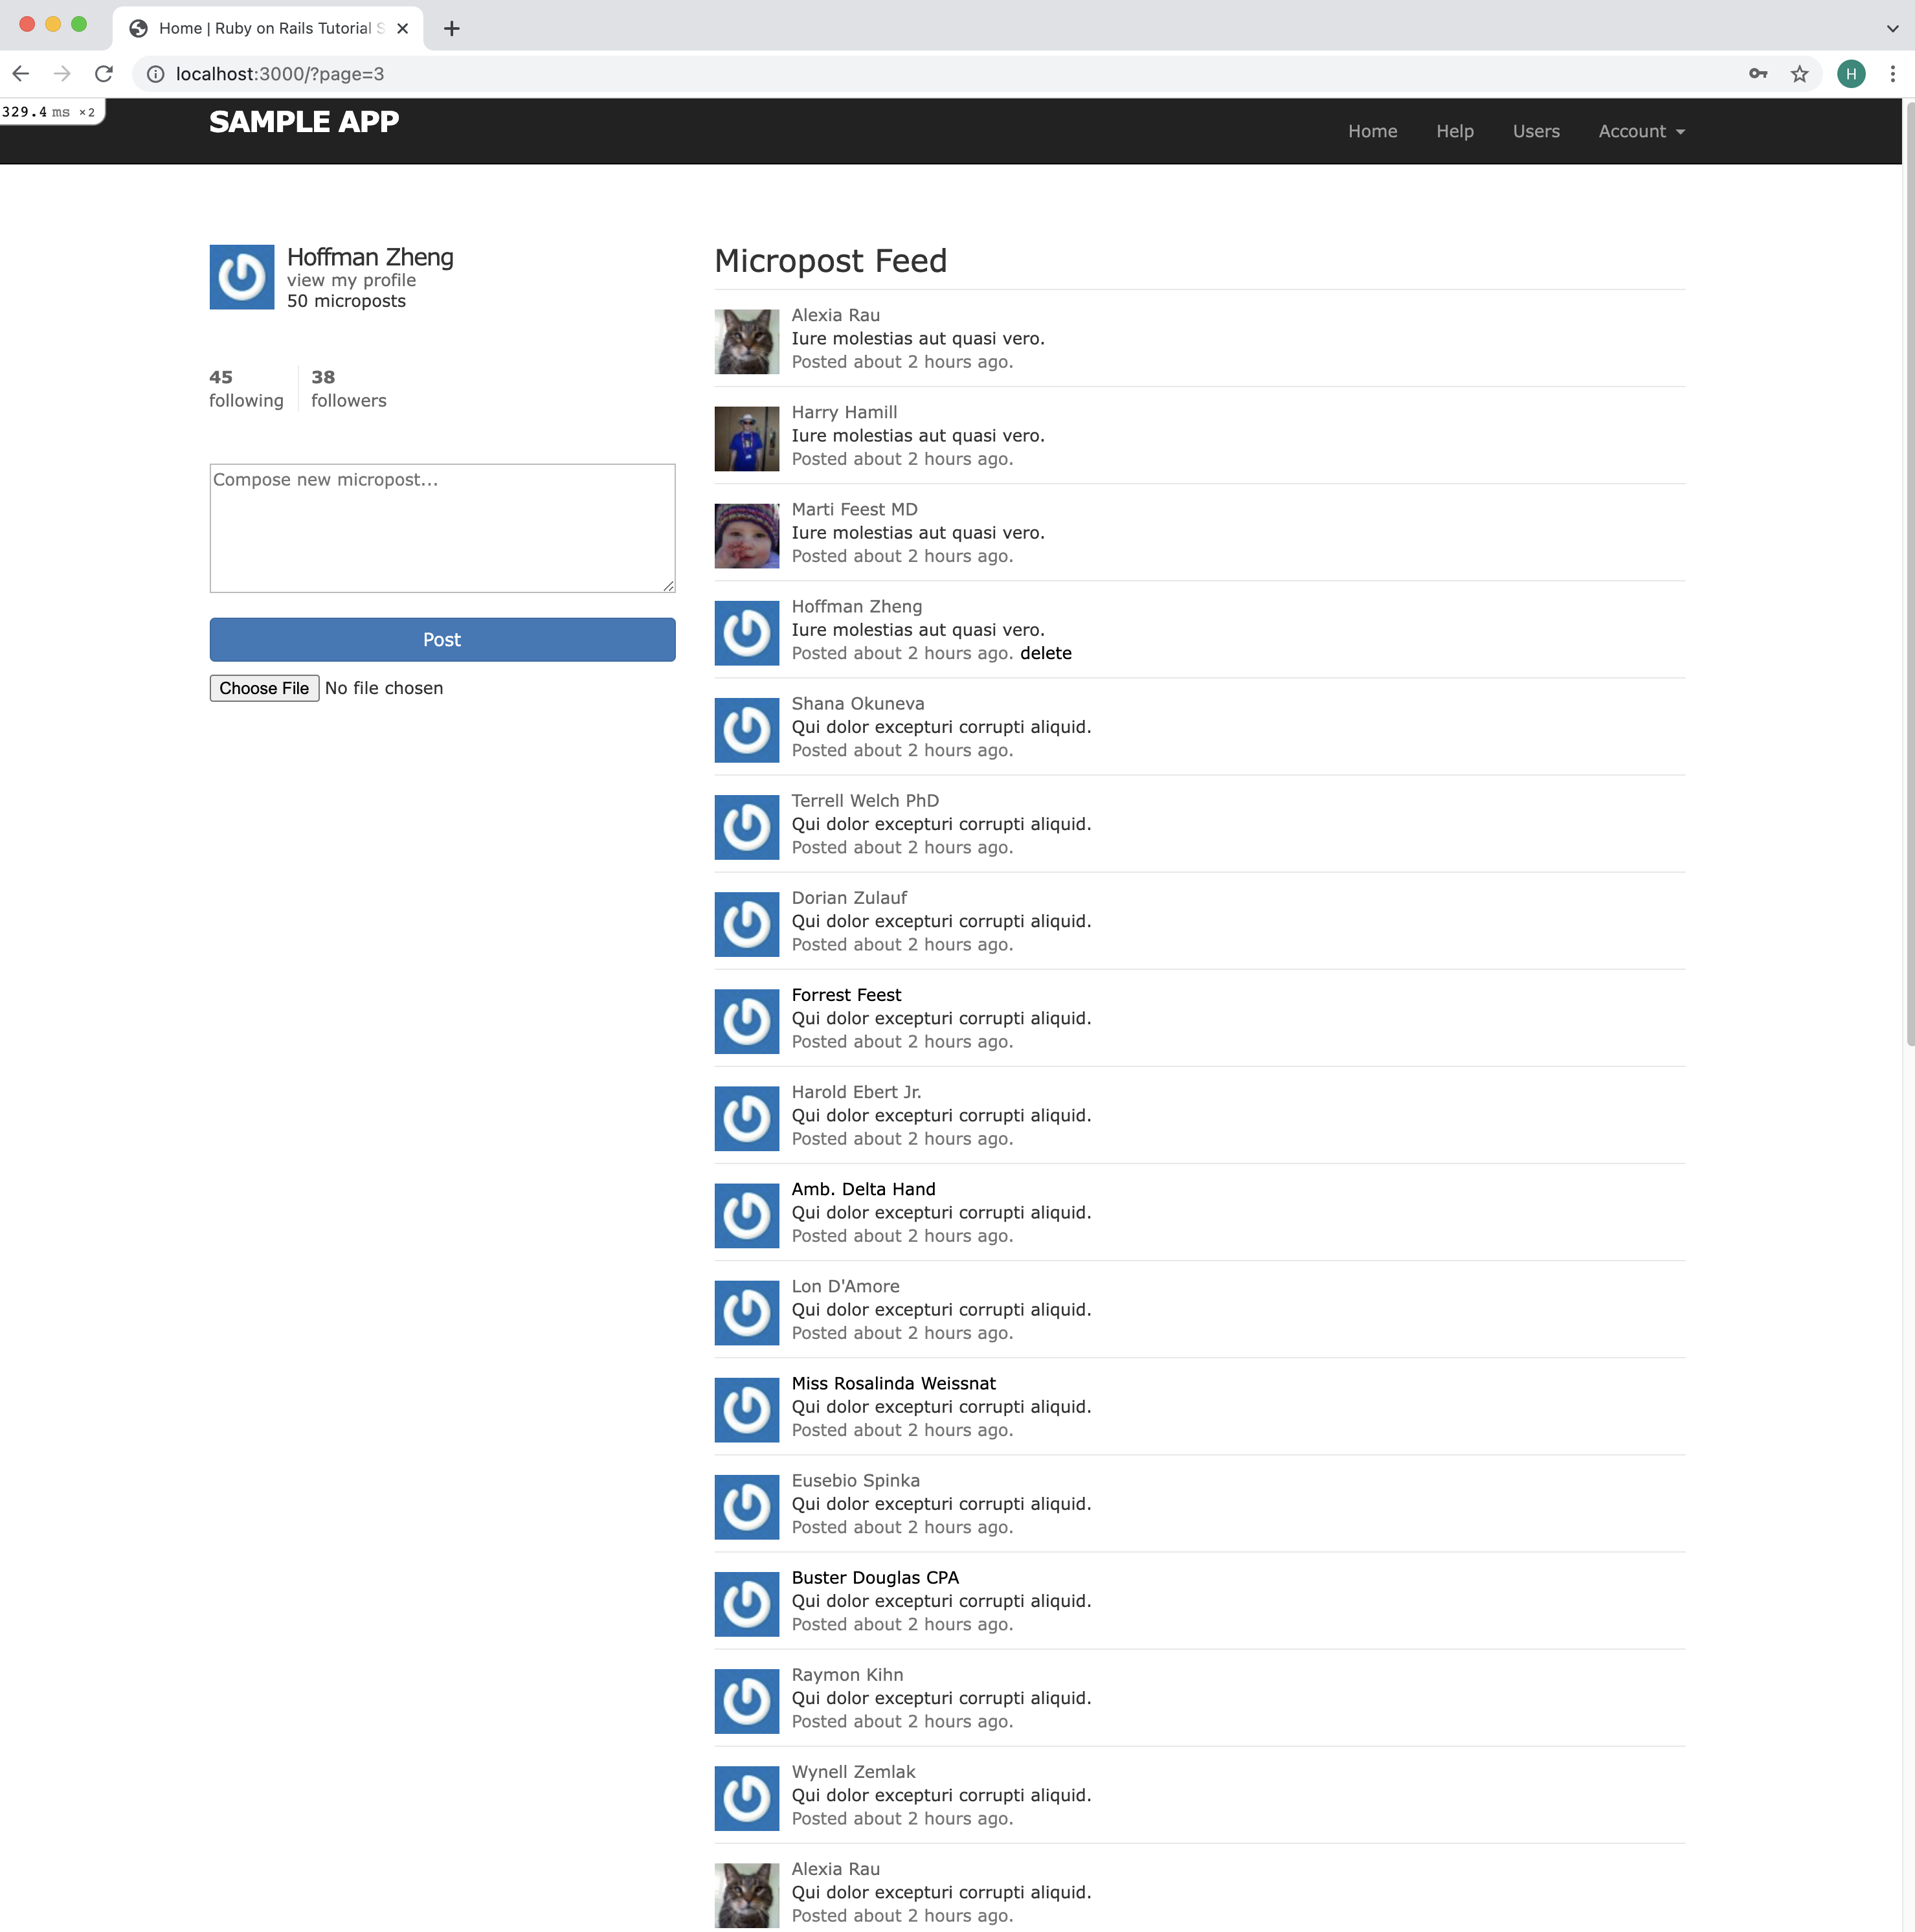 Home | Ruby on Rails Tutorial S
localhost:3000/?page=3
H
329.4 ms ×2
SAMPLE APP
Home Help Users Account
Hoffman Zheng
view my profile
50 microposts
45 following
38 followers
Compose new micropost...
Post
Choose File No file chosen
Micropost Feed
Alexia Rau
Iure molestias aut quasi vero.
Posted about 2 hours ago.
Harry Hamill
Iure molestias aut quasi vero.
Posted about 2 hours ago.
Marti Feest MD
Iure molestias aut quasi vero.
Posted about 2 hours ago.
Hoffman Zheng
Iure molestias aut quasi vero.
Posted about 2 hours ago. delete
Shana Okuneva
Qui dolor excepturi corrupti aliquid.
Posted about 2 hours ago.
Terrell Welch PhD
Qui dolor excepturi corrupti aliquid.
Posted about 2 hours ago.
Dorian Zulauf
Qui dolor excepturi corrupti aliquid.
Posted about 2 hours ago.
Forrest Feest
Qui dolor excepturi corrupti aliquid.
Posted about 2 hours ago.
Harold Ebert Jr.
Qui dolor excepturi corrupti aliquid.
Posted about 2 hours ago.
Amb. Delta Hand
Qui dolor excepturi corrupti aliquid.
Posted about 2 hours ago.
Lon D'Amore
Qui dolor excepturi corrupti aliquid.
Posted about 2 hours ago.
Miss Rosalinda Weissnat
Qui dolor excepturi corrupti aliquid.
Posted about 2 hours ago.
Eusebio Spinka
Qui dolor excepturi corrupti aliquid.
Posted about 2 hours ago.
Buster Douglas CPA
Qui dolor excepturi corrupti aliquid.
Posted about 2 hours ago.
Raymon Kihn
Qui dolor excepturi corrupti aliquid.
Posted about 2 hours ago.
Wynell Zemlak
Qui dolor excepturi corrupti aliquid.
Posted about 2 hours ago.
Alexia Rau
Qui dolor excepturi corrupti aliquid.
Posted about 2 hours ago.